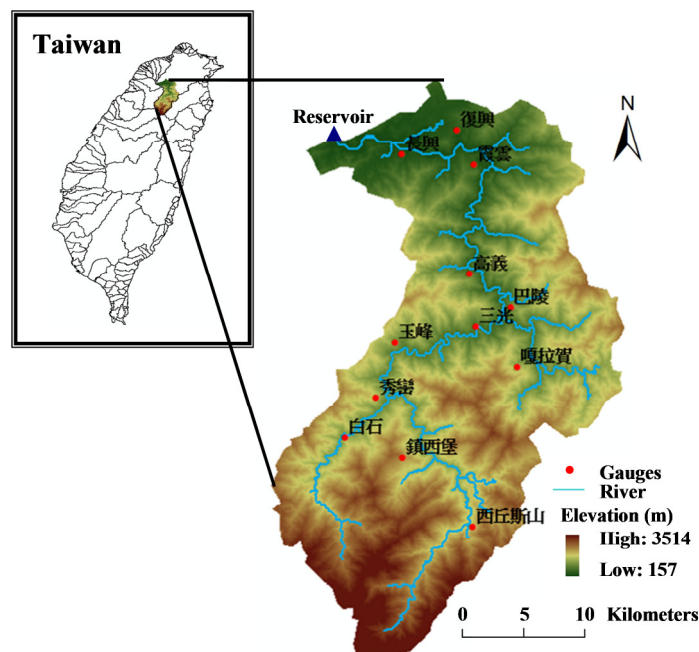 Taiwan
N
Reservoir
復興
長興
霞雲
高義
巴陵
三光
玉峰
嘎拉賀
秀巒
白石
鎮西堡
西丘斯山
Gauges
River
Elevation (m)
High: 3514
Low: 157
0 5 10 Kilometers